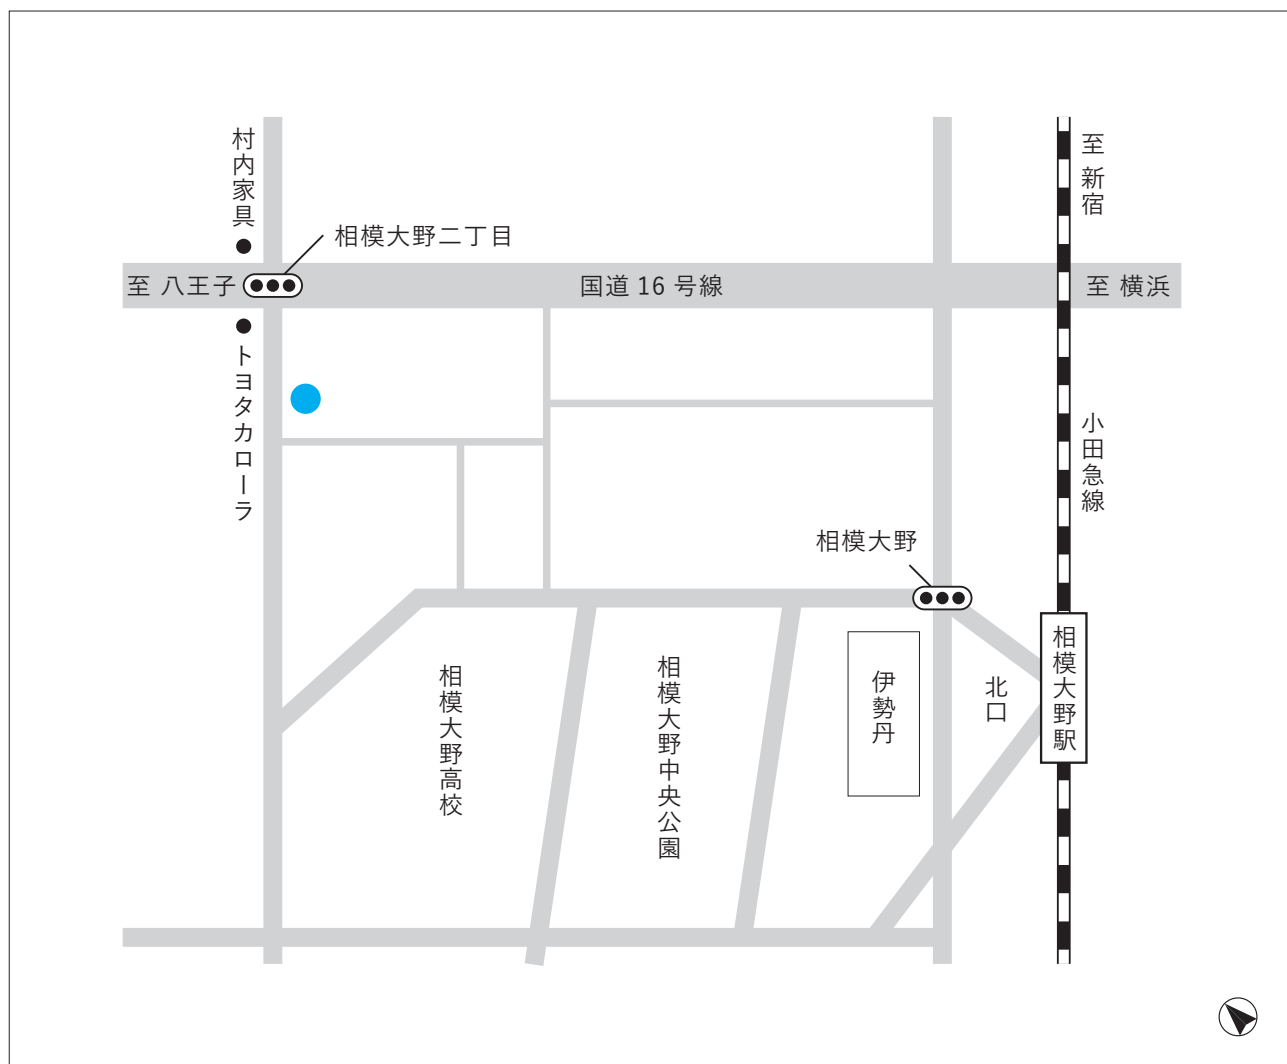 村内家具
至 新宿
相模大野二丁目
至 八王子
国道 16 号線
至 横浜
トヨタカローラ
小田急線
相模大野
相模大野駅
北口
伊勢丹
相模大野中央公園
相模大野高校